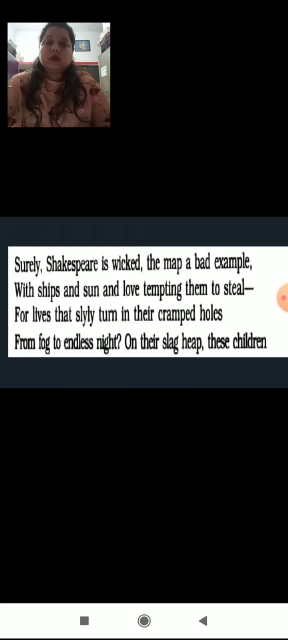 Surely, Shakespeare is wicked, the map a bad example,
With ships and sun and love tempting them to steal—
For lives that slyly turn in their cramped holes
From fog to endless night? On their slag heap, these children